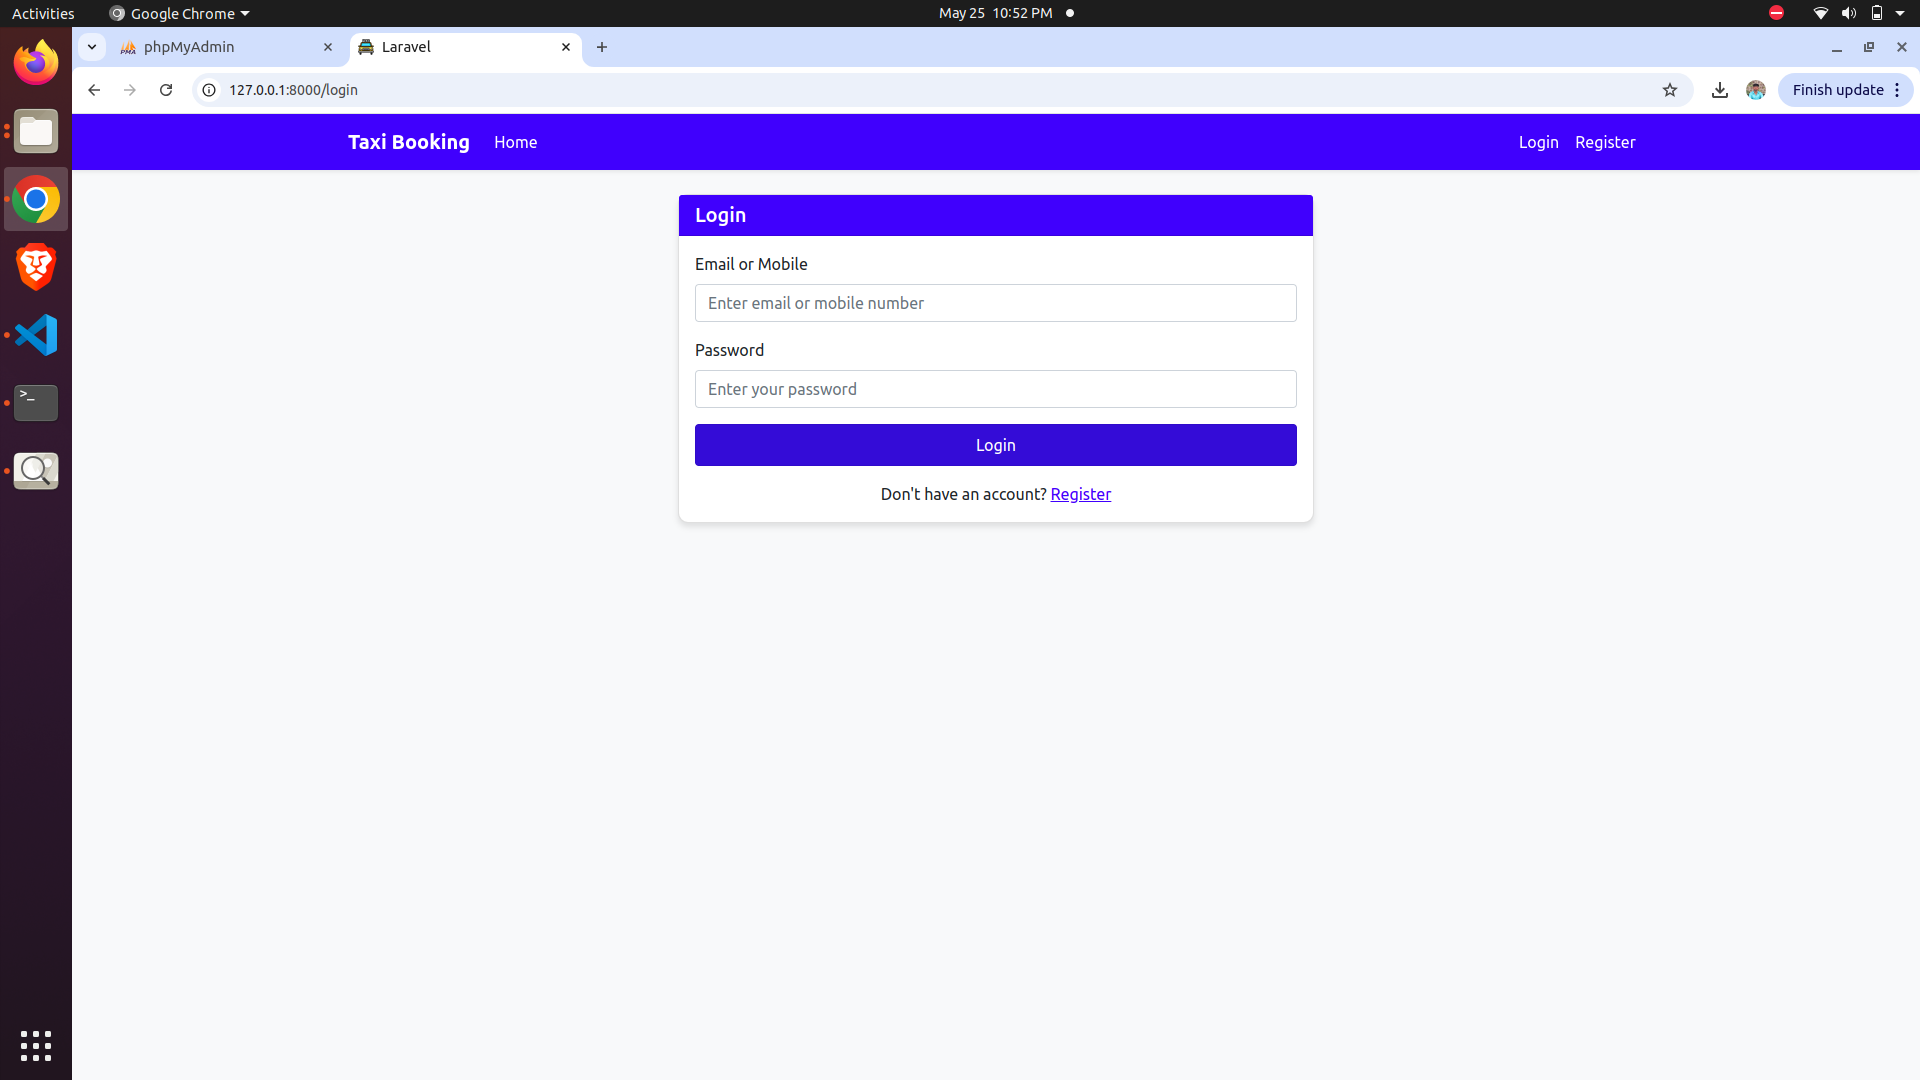 Activities
Google Chrome
May 25 10:52 PM
PMA
phpMyAdmin
Laravel
127.0.0.1:8000/login
Finish update
Taxi Booking
Home
Login
Register
Login
Email or Mobile
Enter email or mobile number
Password
Enter your password
Login
Don't have an account? Register
>_